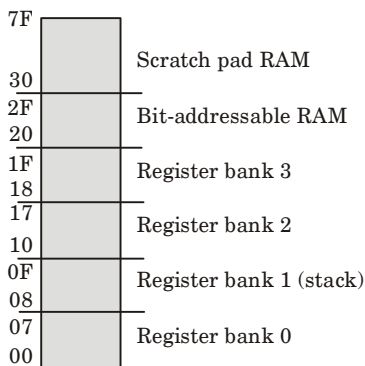 7F
Scratch pad RAM
30
2F
Bit-addressable RAM
20
1F
Register bank 3
18
17
Register bank 2
10
0F
Register bank 1 (stack)
08
07
Register bank 0
00